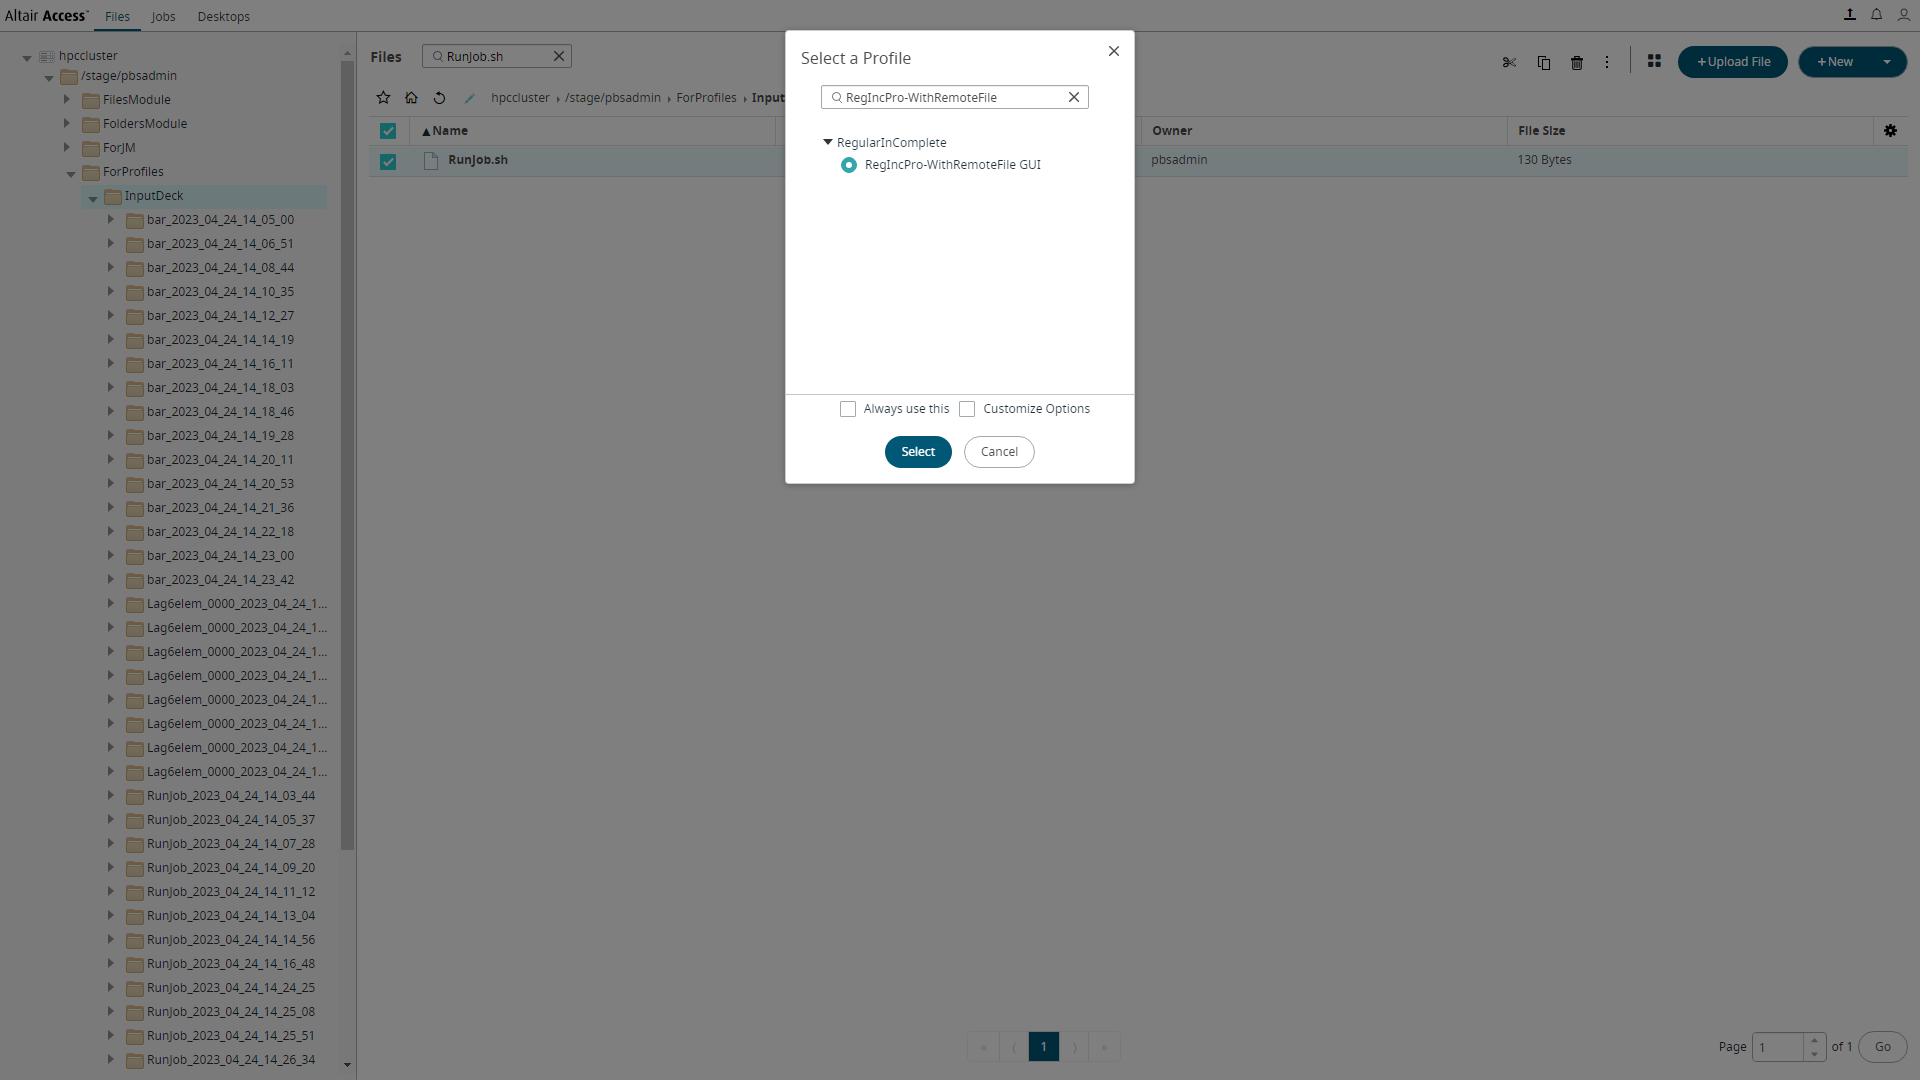 Altair Access™ Files Jobs Desktops
hpccluster
/stage/pbsadmin
FilesModule
FoldersModule
ForJM
ForProfiles
InputDeck
bar_2023_04_24_14_05_00
bar_2023_04_24_14_06_51
bar_2023_04_24_14_08_44
bar_2023_04_24_14_10_35
bar_2023_04_24_14_12_27
bar_2023_04_24_14_14_19
bar_2023_04_24_14_16_11
bar_2023_04_24_14_18_03
bar_2023_04_24_14_18_46
bar_2023_04_24_14_19_28
bar_2023_04_24_14_20_11
bar_2023_04_24_14_20_53
bar_2023_04_24_14_21_36
bar_2023_04_24_14_22_18
bar_2023_04_24_14_23_00
bar_2023_04_24_14_23_42
Lag6elem_0000_2023_04_24_1...
Lag6elem_0000_2023_04_24_1...
Lag6elem_0000_2023_04_24_1...
Lag6elem_0000_2023_04_24_1...
Lag6elem_0000_2023_04_24_1...
Lag6elem_0000_2023_04_24_1...
Lag6elem_0000_2023_04_24_1...
Lag6elem_0000_2023_04_24_1...
RunJob_2023_04_24_14_03_44
RunJob_2023_04_24_14_05_37
RunJob_2023_04_24_14_07_28
RunJob_2023_04_24_14_09_20
RunJob_2023_04_24_14_11_12
RunJob_2023_04_24_14_13_04
RunJob_2023_04_24_14_14_56
RunJob_2023_04_24_14_16_48
RunJob_2023_04_24_14_24_25
RunJob_2023_04_24_14_25_08
RunJob_2023_04_24_14_25_51
RunJob_2023_04_24_14_26_34
Files RunJob.sh
+Upload File +New
hpccluster › /stage/pbsadmin › ForProfiles › Input
▲Name Owner File Size
RunJob.sh pbsadmin 130 Bytes
Select a Profile
RegIncPro-WithRemoteFile
RegularInComplete
RegIncPro-WithRemoteFile GUI
Always use this Customize Options
Select Cancel
« ⟨ 1 ⟩ »
Page 1 of 1 Go